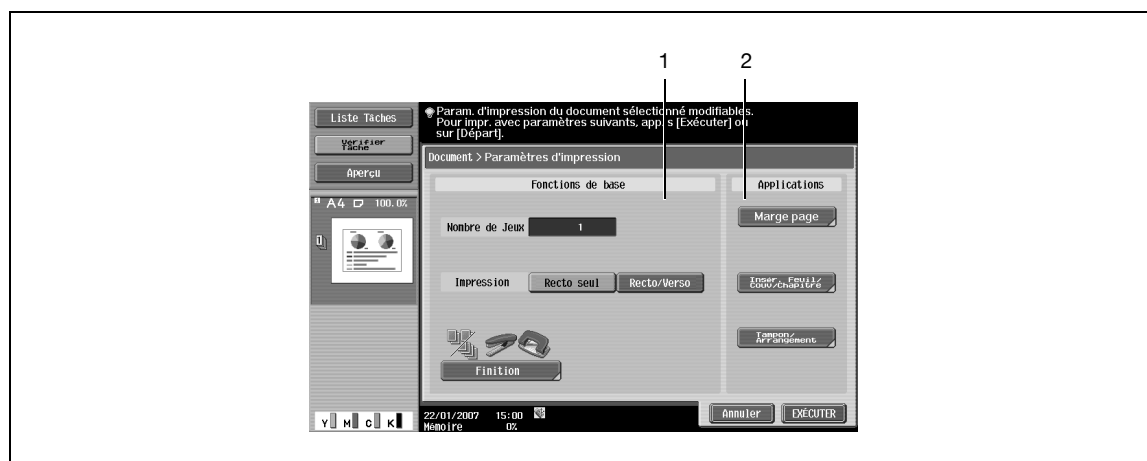 1 2
Liste Tâches
Vérifier
Tâche
Aperçu
Param. d'impression du document sélectionné modifiables.
Pour impr. avec paramètres suivants, app. s [Exécuter] ou
sur [Départ].
Document > Paramètres d'impression
Fonctions de base
Applications
A4 100.0%
1
Nombre de Jeux 1
Marge page
Impression Recto seul Recto/Verso
Insér. Feuil/
Couv/Chapitre
Tampon/
Arrangement
Finition
Annuler EXÉCUTER
Y M C K
22/01/2007 15:00
Mémoire 0%